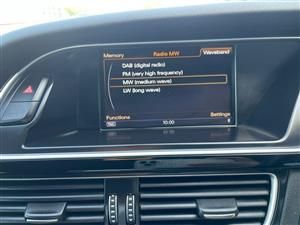 Memory Radio MW Waveband
DAB (digital radio)
FM (very high frequency)
MW (medium wave)
LW (long wave)
Functions Settings
10:00